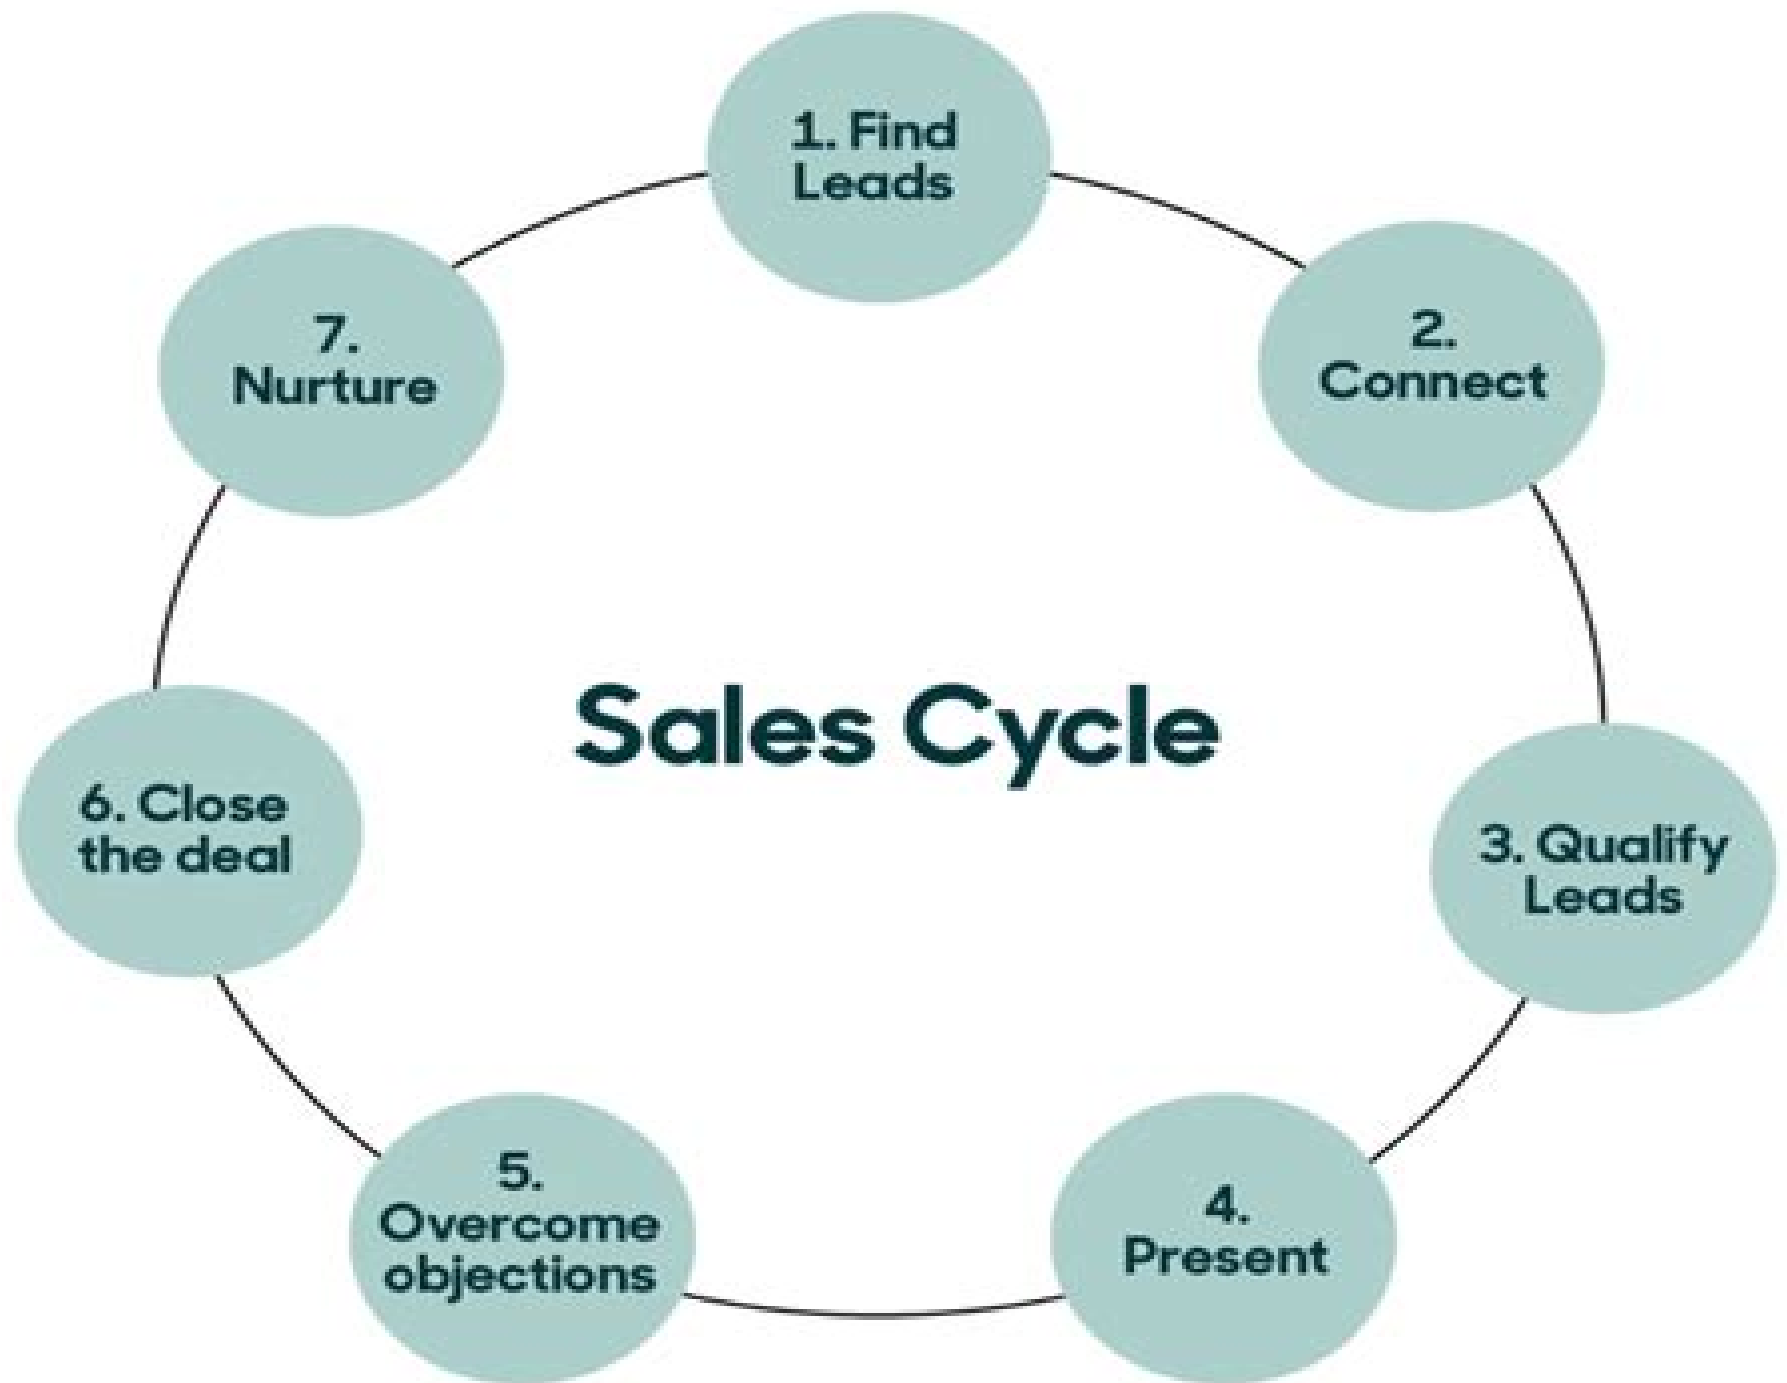 1. Find
Leads
2.
Connect
3. Qualify
Leads
4.
Present
5.
Overcome
objections
6. Close
the deal
7.
Nurture
Sales Cycle